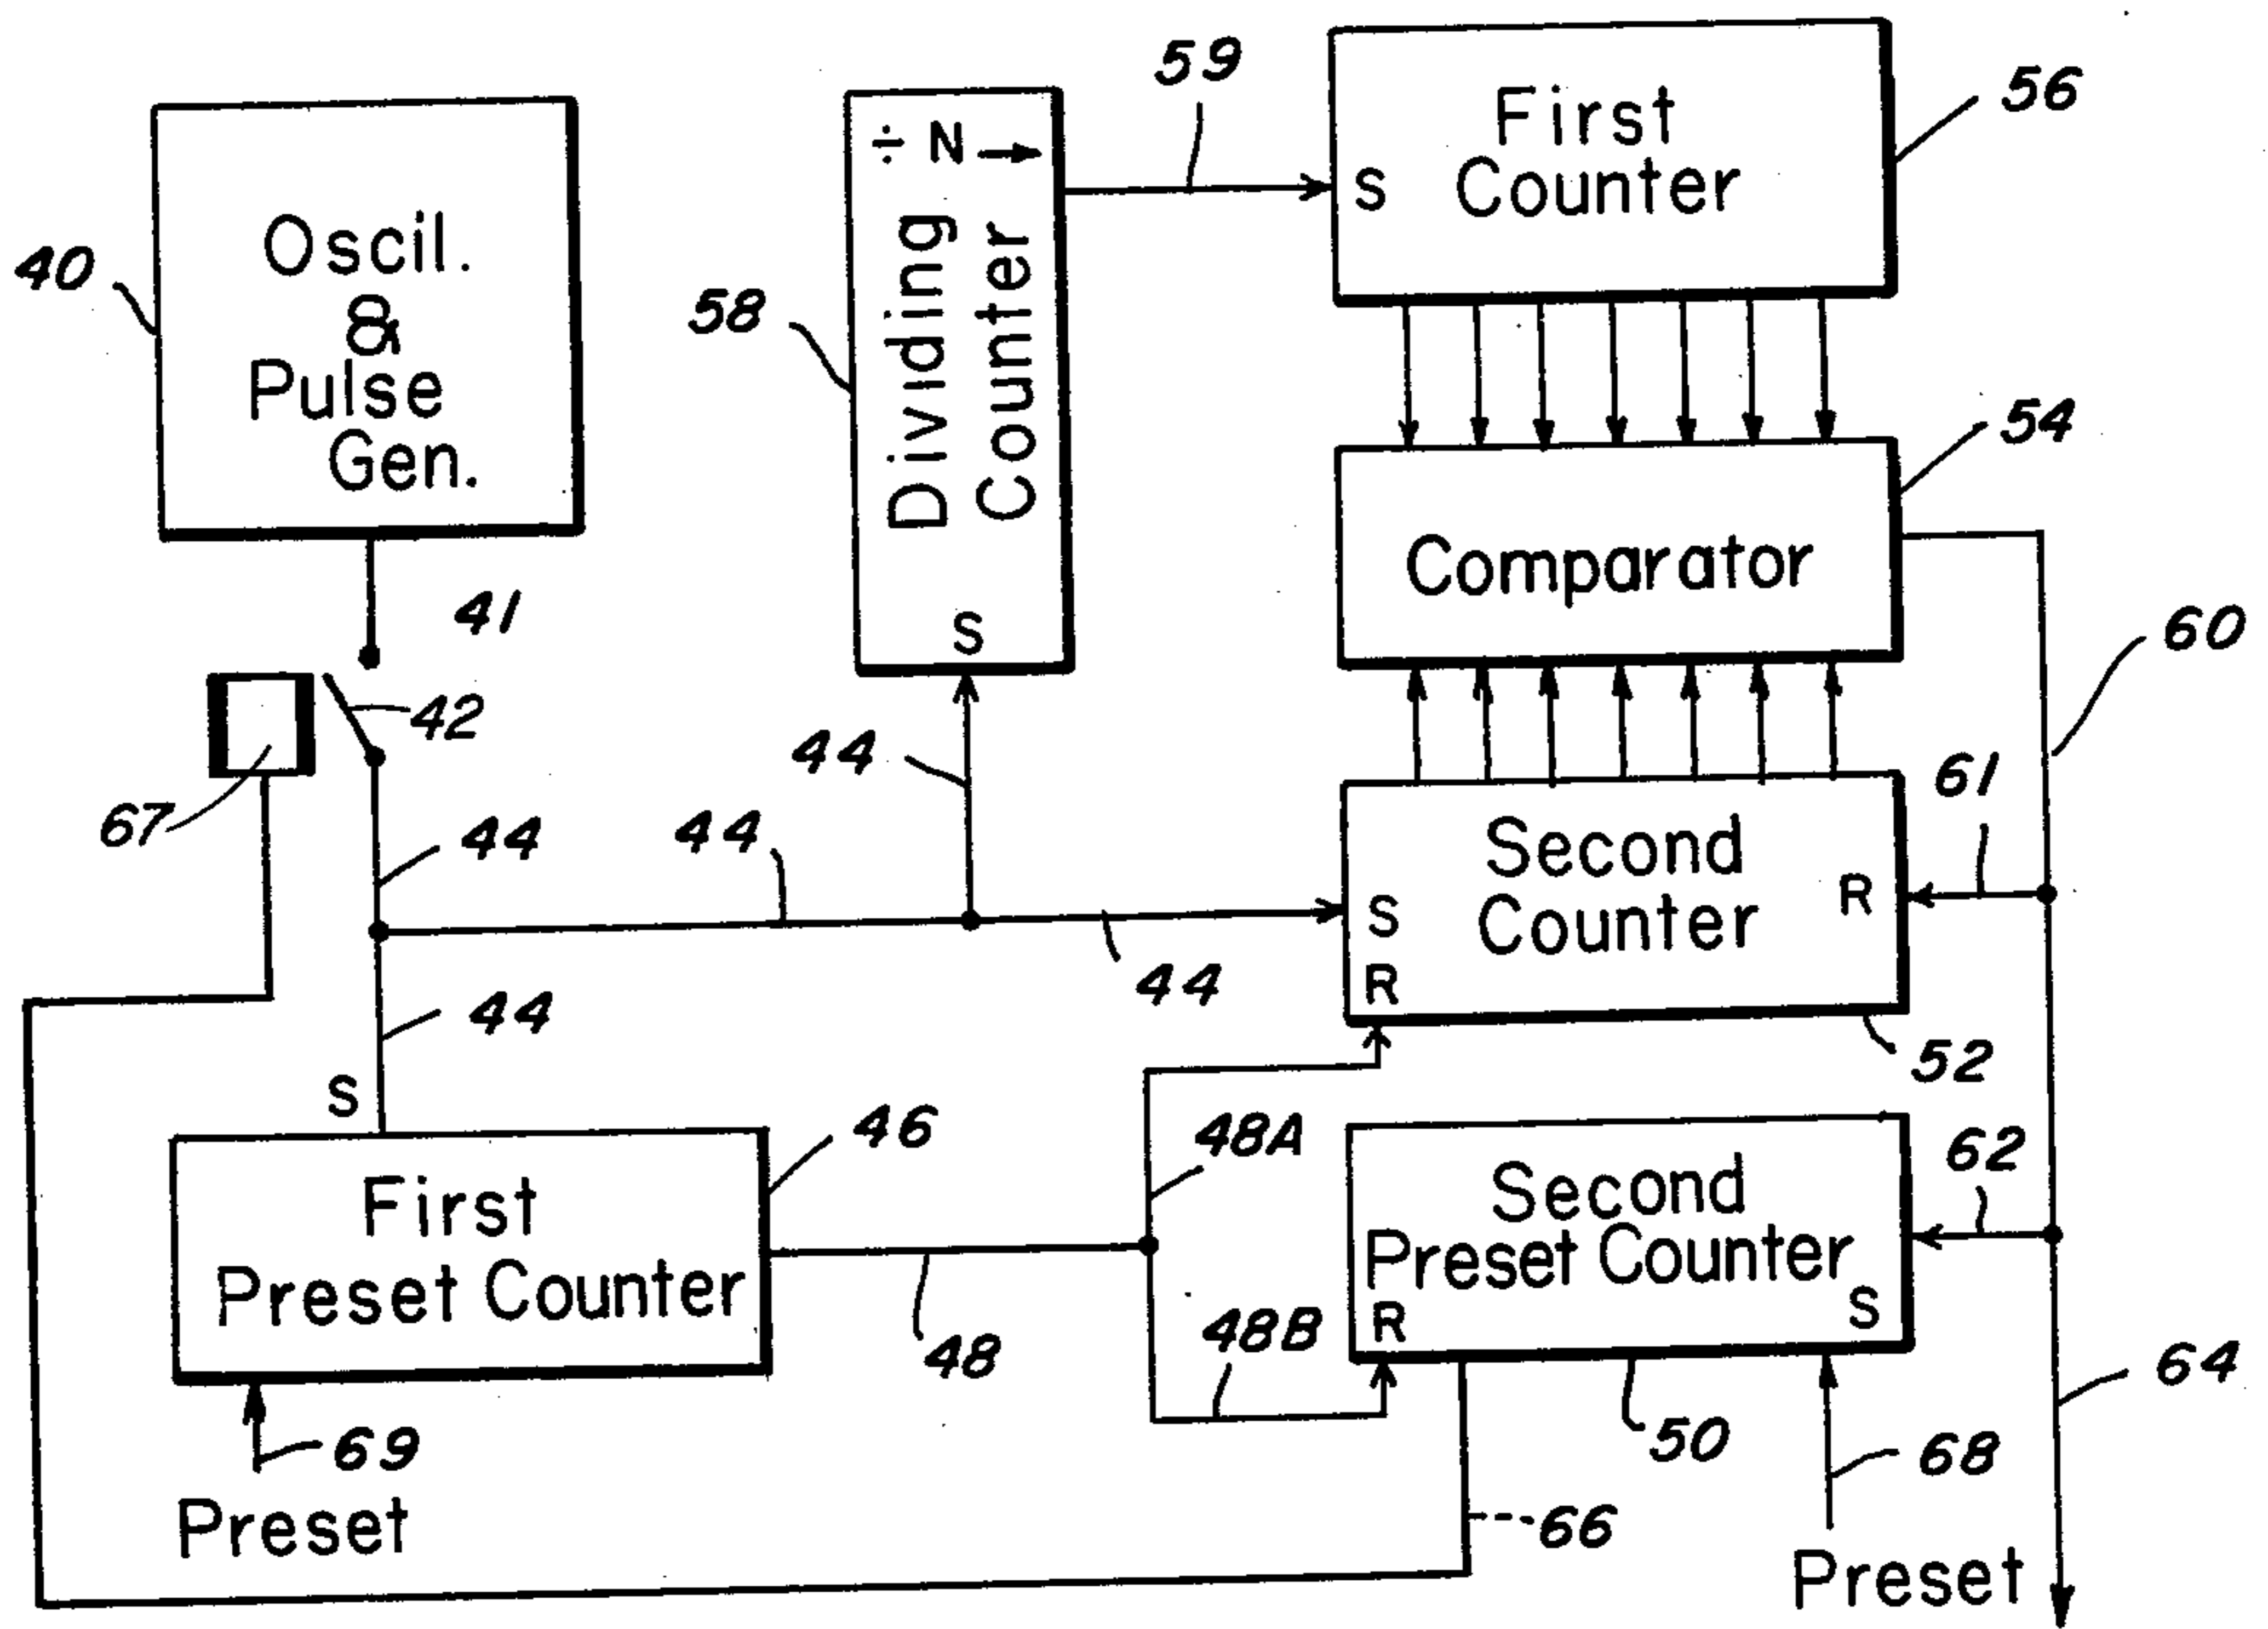 40
Oscil.
&
Pulse
Gen.
41
42
67
44
44
44
44
44
58
÷ N →
Dividing
Counter
S
59
First
Counter
S
56
54
Comparator
60
61
Second
Counter
S
R
R
52
S
46
First
Preset Counter
48
48A
48B
69
Preset
Second
Preset Counter
R
S
62
50
66
68
Preset
64